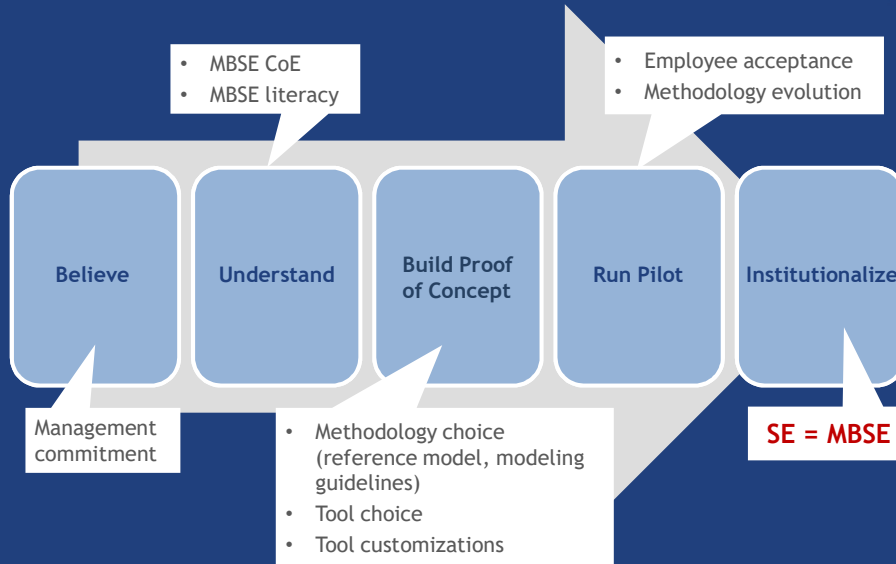 • MBSE CoE
• MBSE literacy
• Employee acceptance
• Methodology evolution
Believe
Understand
Build Proof
of Concept
Run Pilot
Institutionalize
Management
commitment
• Methodology choice
(reference model, modeling
guidelines)
• Tool choice
• Tool customizations
SE = MBSE